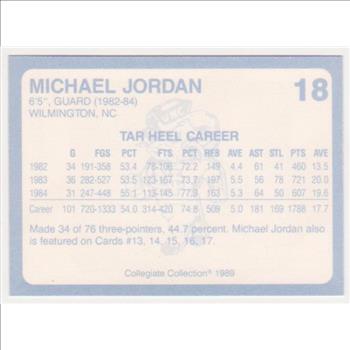 MICHAEL JORDAN 18
6'5", GUARD (1982-84)
WILMINGTON, NC
TAR HEEL CAREER
G FGS PCT FTS PCT REB AVE AST STL PTS AVE
1982 34 191-358 53.4 78-108 72.2 149 4.4 61 41 460 13.5
1983 36 282-527 53.5 123-167 73.7 197 5.5 56 78 721 20.0
1984 31 247-448 55.1 113-145 77.9 163 5.3 64 50 607 19.6
Career 101 720-1333 54.0 314-420 74.8 509 5.0 181 169 1788 17.7
Made 34 of 76 three-pointers, 44.7 percent. Michael Jordan also
is featured on Cards #13, 14, 15, 16, 17.
Collegiate Collection® 1989